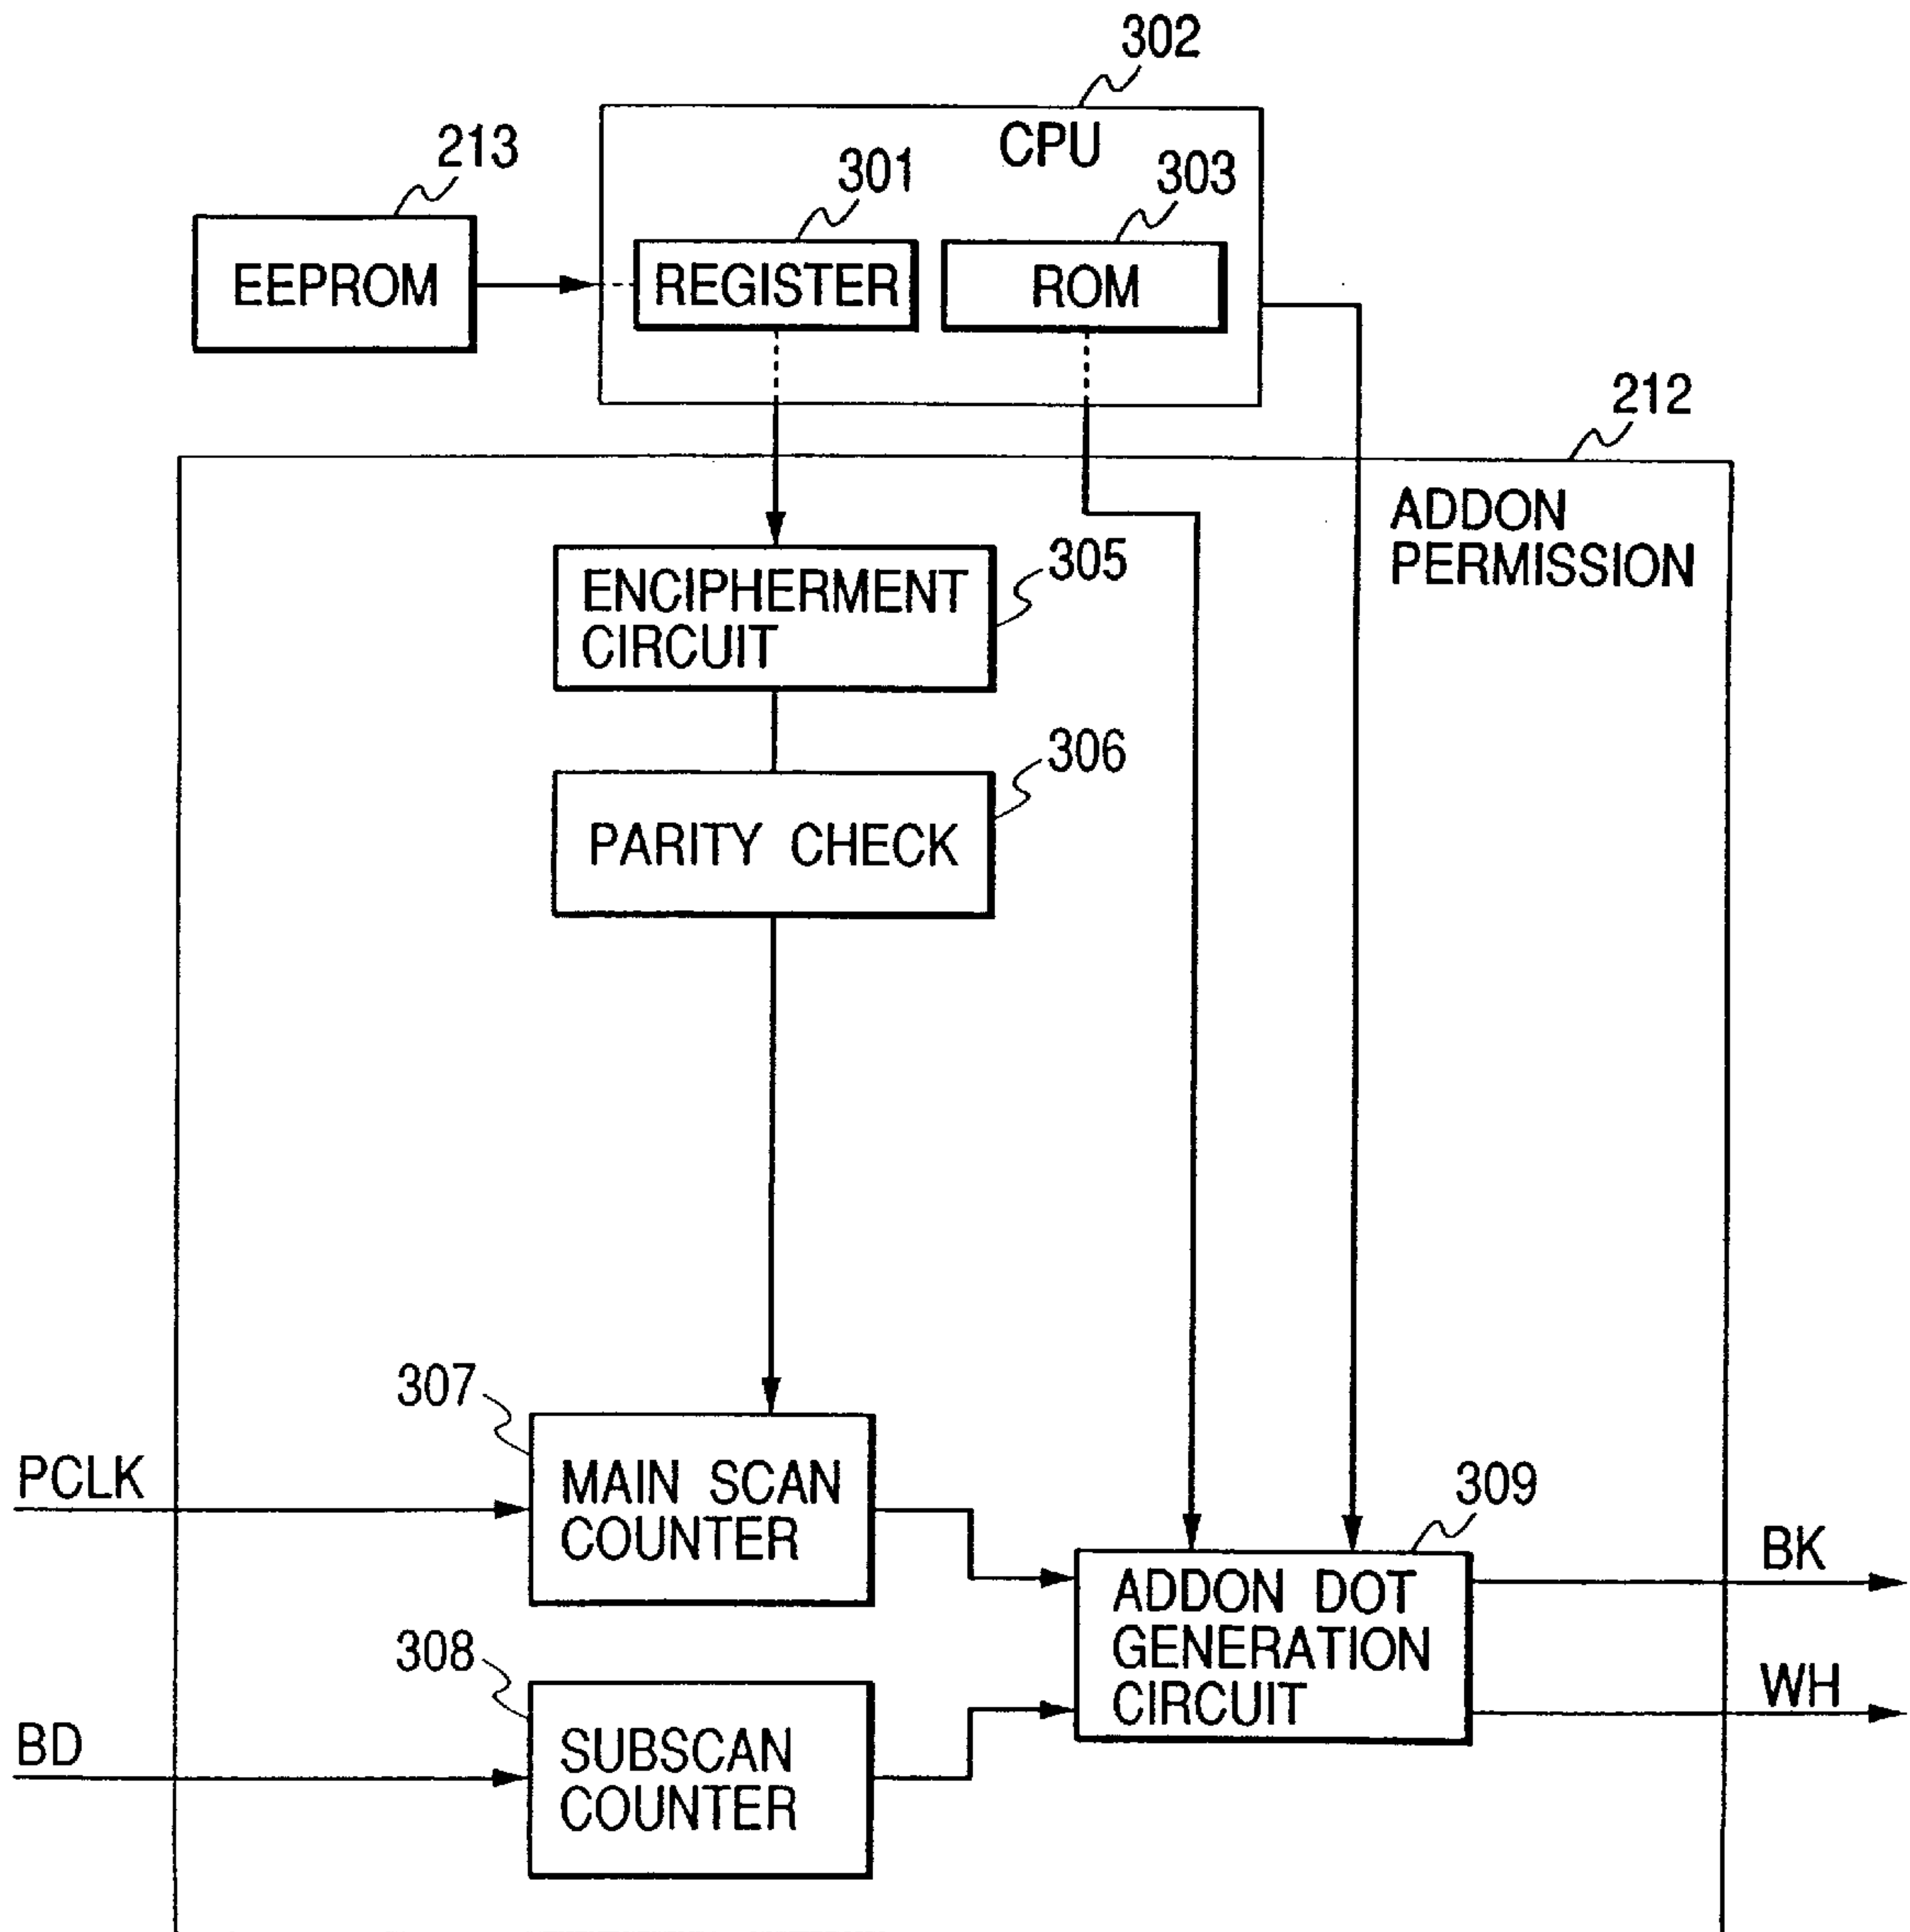 302
CPU
213
301
303
EEPROM
REGISTER
ROM
212
ADDON
PERMISSION
305
ENCIPHERMENT
CIRCUIT
306
PARITY CHECK
307
PCLK
MAIN SCAN
COUNTER
309
BK
ADDON DOT
GENERATION
CIRCUIT
308
WH
BD
SUBSCAN
COUNTER